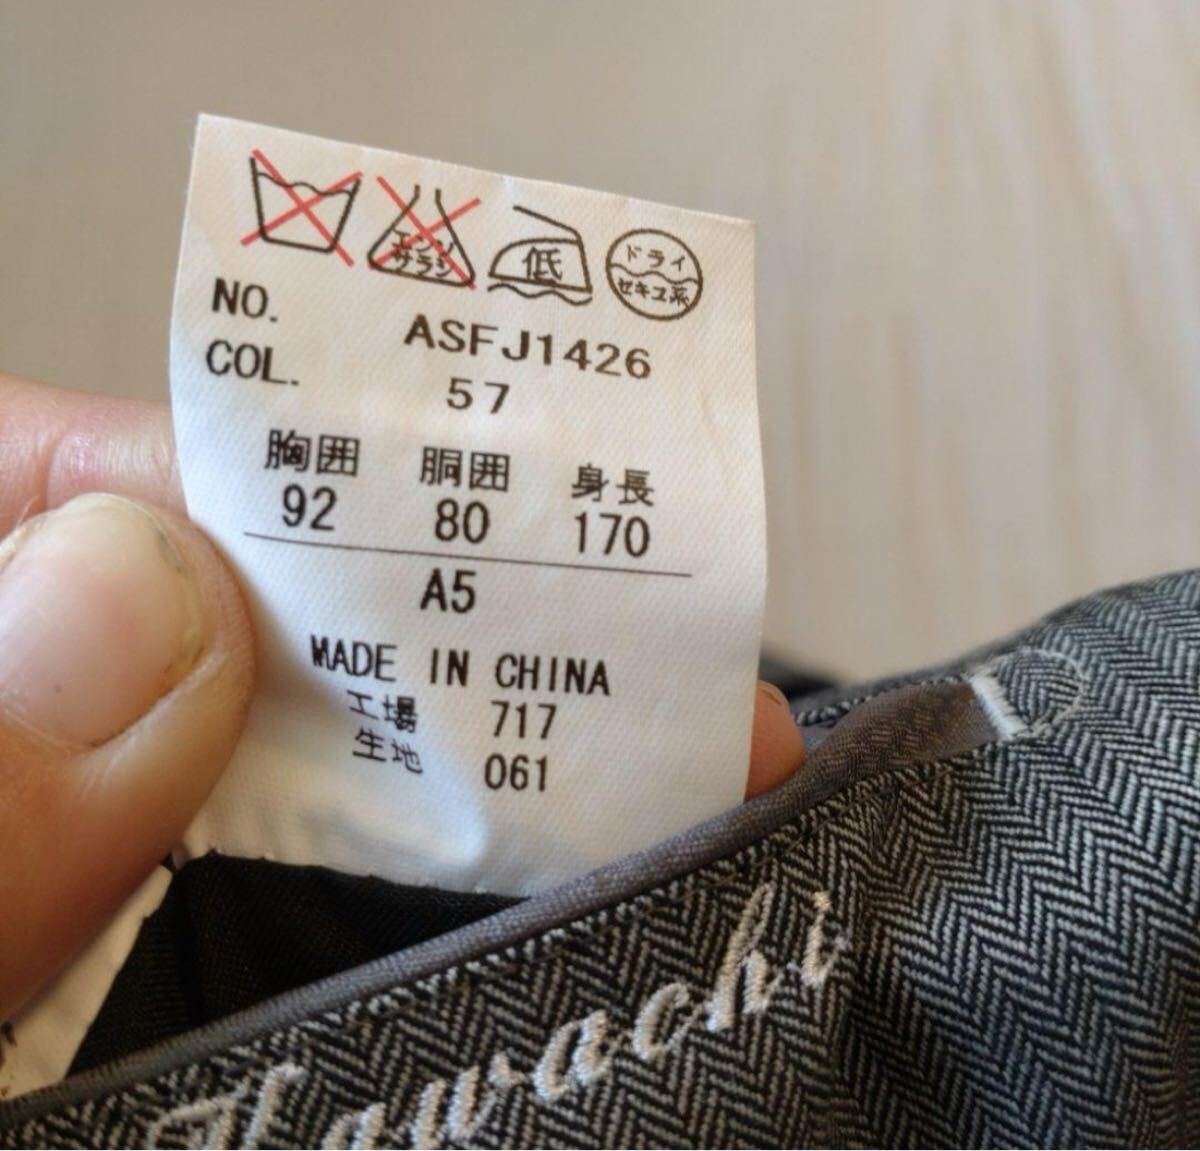 エンソ
サラシ
低
ドライ
セキユ系
NO. ASFJ1426
COL. 57
胸囲 胴囲 身長
92 80 170
A5
MADE IN CHINA
工場 717
生地 061
Kawachi